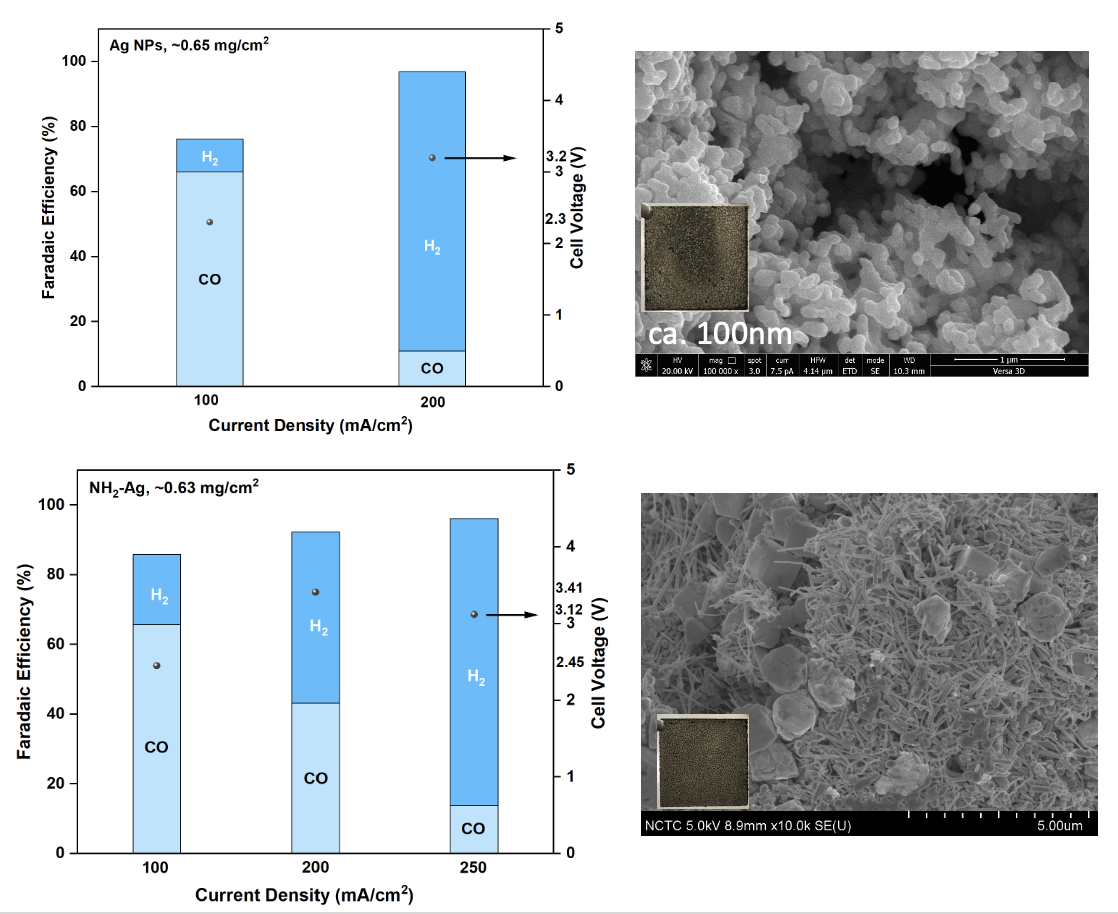 Ag NPs, ~0.65 mg/cm²
Faradaic Efficiency (%)
100
80
60
40
20
0
H₂
CO
H₂
CO
5
4
3.2
3
2.3
2
1
0
Cell Voltage (V)
100
200
Current Density (mA/cm²)
ca. 100nm
HV mag □ spot curr HFW det mode WD 1 µm
20.00 kV 100 000 x 3.0 7.5 pA 4.14 µm ETD SE 10.3 mm Versa 3D
NH₂-Ag, ~0.63 mg/cm²
Faradaic Efficiency (%)
100
80
60
40
20
0
H₂
CO
H₂
CO
H₂
CO
5
4
3.41
3.12
3
2.45
2
1
0
Cell Voltage (V)
100
200
250
Current Density (mA/cm²)
NCTC 5.0kV 8.9mm x10.0k SE(U) 5.00um